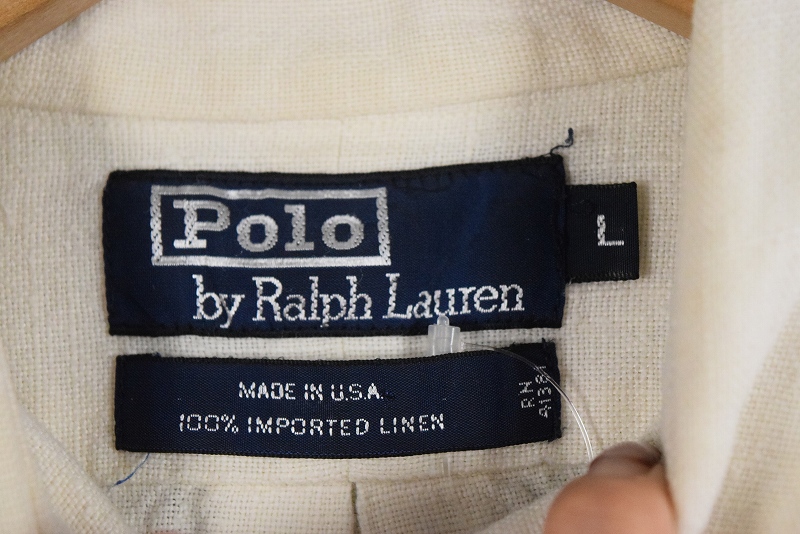 Polo
by Ralph Lauren
L
MADE IN U.S.A.
100% IMPORTED LINEN
RN
41381